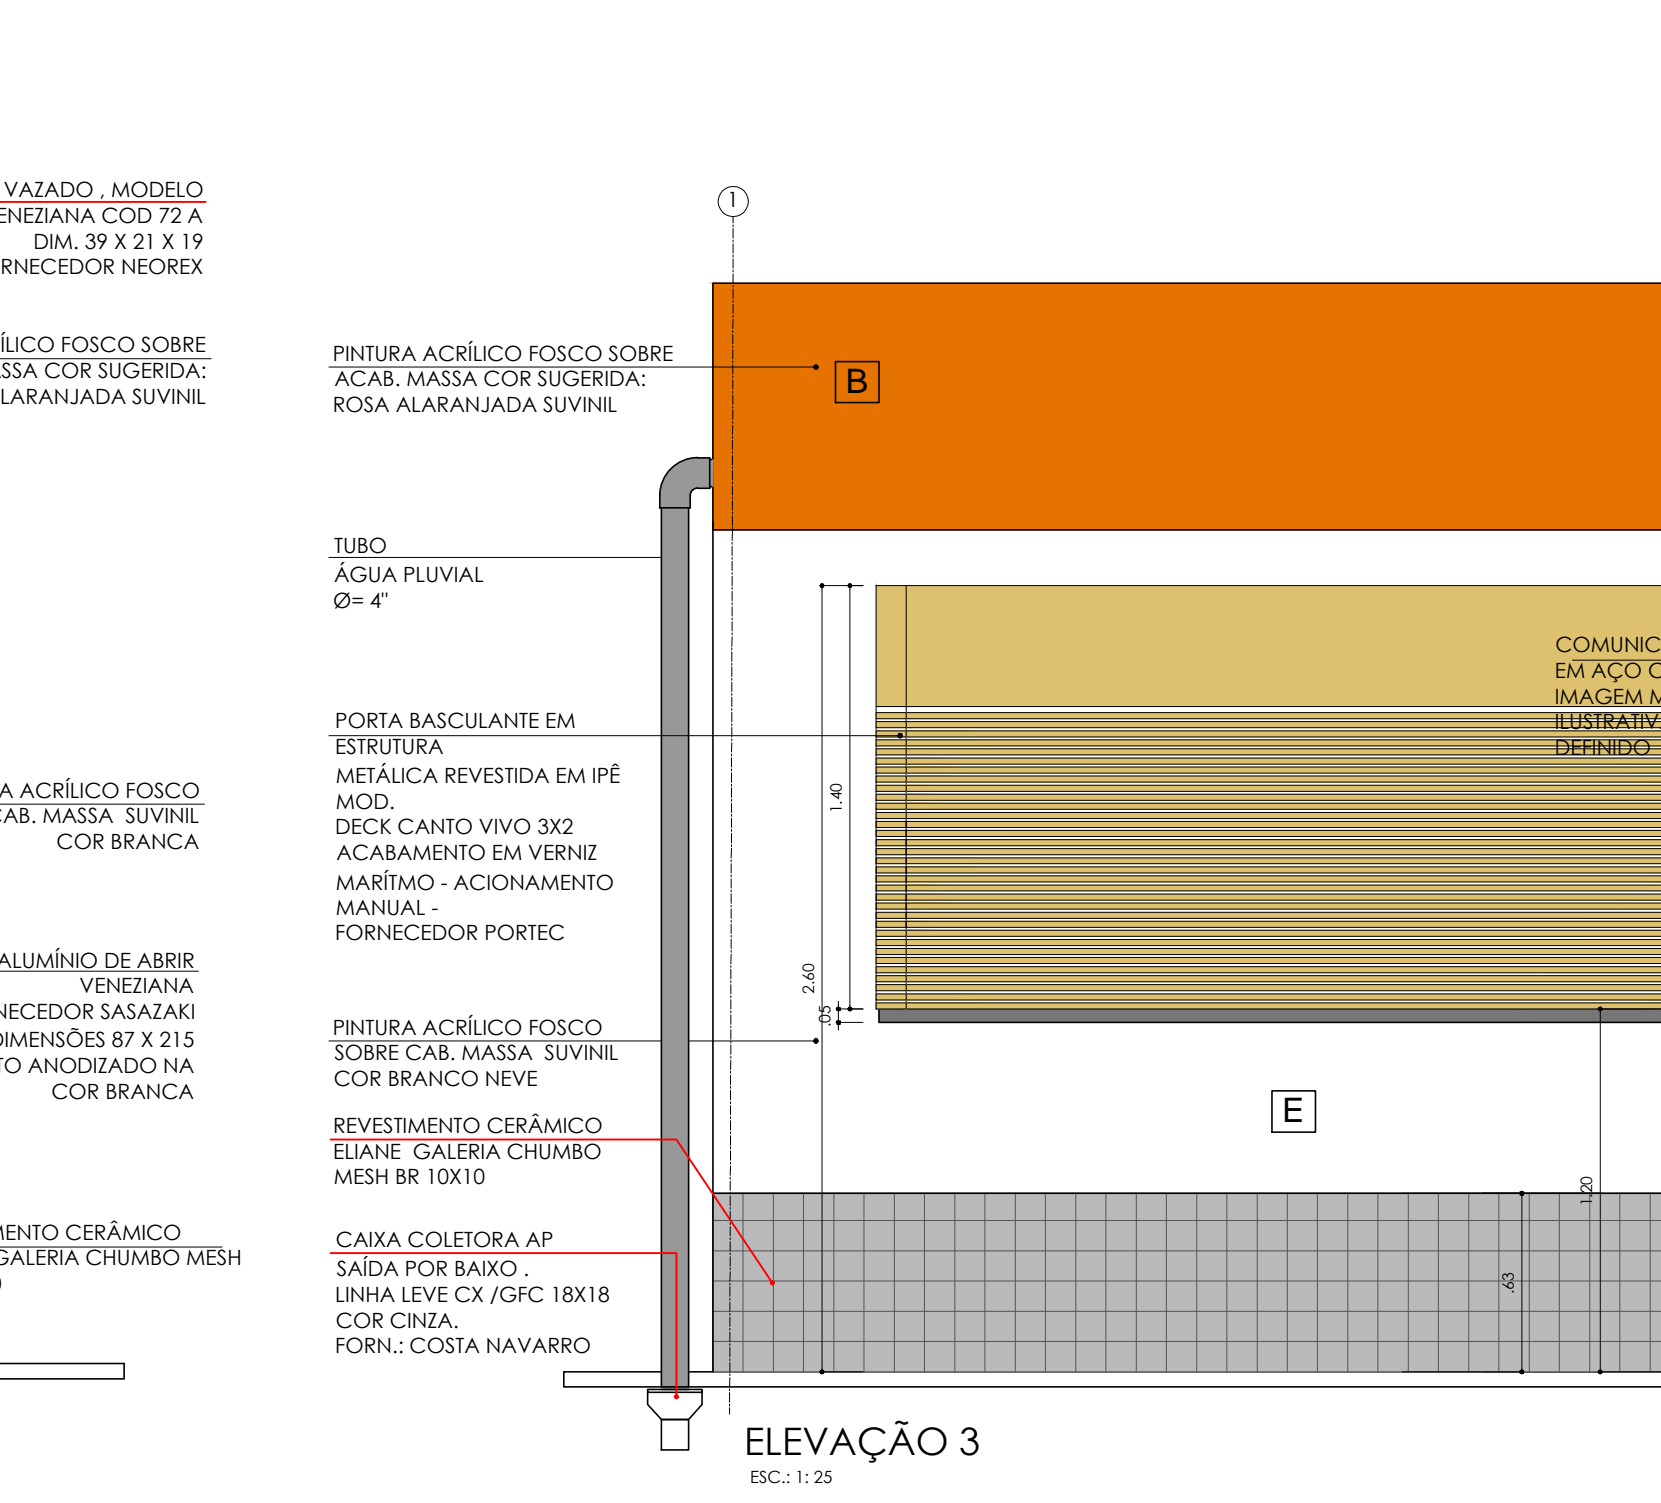 VAZADO , MODELO
ENEZIANA COD 72 A
DIM. 39 X 21 X 19
RNECEDOR NEOREX
ÍLICO FOSCO SOBRE
ASSA COR SUGERIDA:
LARANJADA SUVINIL
A ACRÍLICO FOSCO
CAB. MASSA SUVINIL
COR BRANCA
ALUMÍNIO DE ABRIR
VENEZIANA
NECEDOR SASAZAKI
DIMENSÕES 87 X 215
TO ANODIZADO NA
COR BRANCA
MENTO CERÂMICO
GALERIA CHUMBO MESH
PINTURA ACRÍLICO FOSCO SOBRE
ACAB. MASSA COR SUGERIDA:
ROSA ALARANJADA SUVINIL
TUBO
ÁGUA PLUVIAL
Ø= 4"
PORTA BASCULANTE EM
ESTRUTURA
METÁLICA REVESTIDA EM IPÊ
MOD.
DECK CANTO VIVO 3X2
ACABAMENTO EM VERNIZ
MARÍTMO - ACIONAMENTO
MANUAL -
FORNECEDOR PORTEC
PINTURA ACRÍLICO FOSCO
SOBRE CAB. MASSA SUVINIL
COR BRANCO NEVE
REVESTIMENTO CERÂMICO
ELIANE GALERIA CHUMBO
MESH BR 10X10
CAIXA COLETORA AP
SAÍDA POR BAIXO .
LINHA LEVE CX /GFC 18X18
COR CINZA.
FORN.: COSTA NAVARRO
1
B
COMUNIC
EM AÇO C
IMAGEM M
ILUSTRATIV
DEFINIDO
1.40
2.60
.05
E
1.20
.63
ELEVAÇÃO 3
ESC.: 1: 25